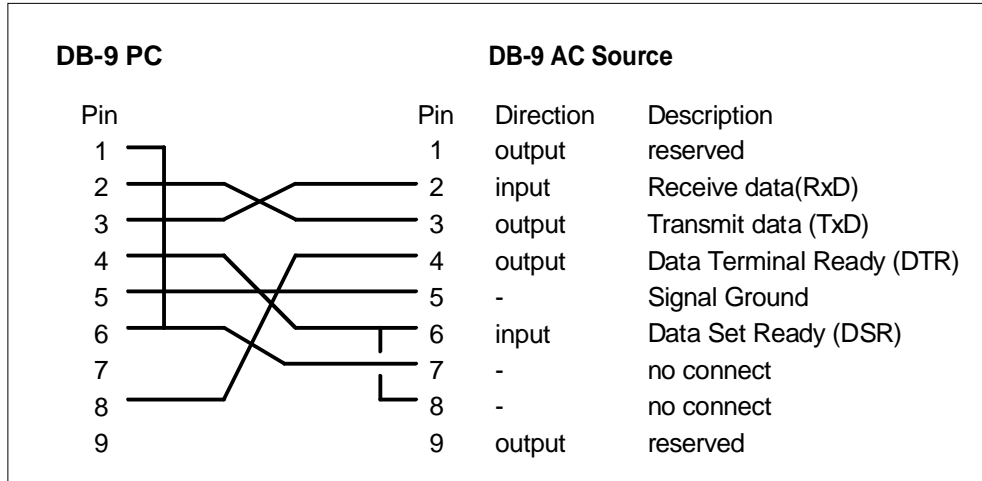 DB-9 PC DB-9 AC Source
Pin Pin Direction Description
1 1 output reserved
2 2 input Receive data(RxD)
3 3 output Transmit data (TxD)
4 4 output Data Terminal Ready (DTR)
5 5 - Signal Ground
6 6 input Data Set Ready (DSR)
7 7 - no connect
8 8 - no connect
9 9 output reserved